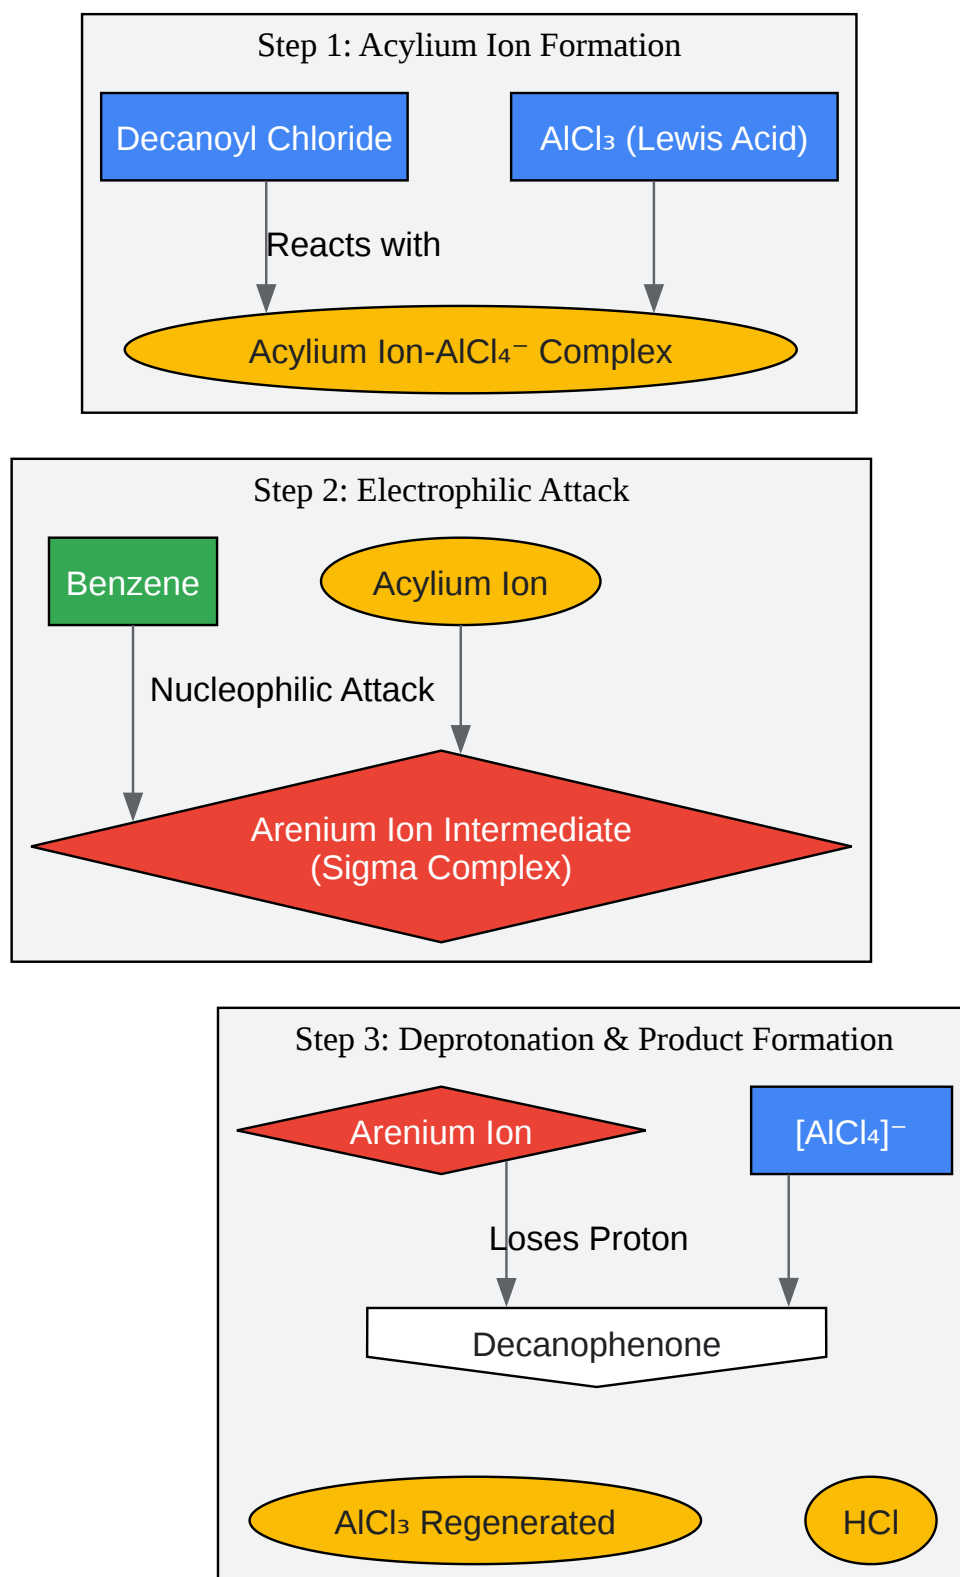 Step 1: Acylium Ion Formation
Decanoyl Chloride
AlCl₃ (Lewis Acid)
Reacts with
Acylium Ion-AlCl₄⁻ Complex
Step 2: Electrophilic Attack
Benzene
Acylium Ion
Nucleophilic Attack
Arenium Ion Intermediate
(Sigma Complex)
Step 3: Deprotonation & Product Formation
Arenium Ion
[AlCl₄]⁻
Loses Proton
Decanophenone
AlCl₃ Regenerated
HCl